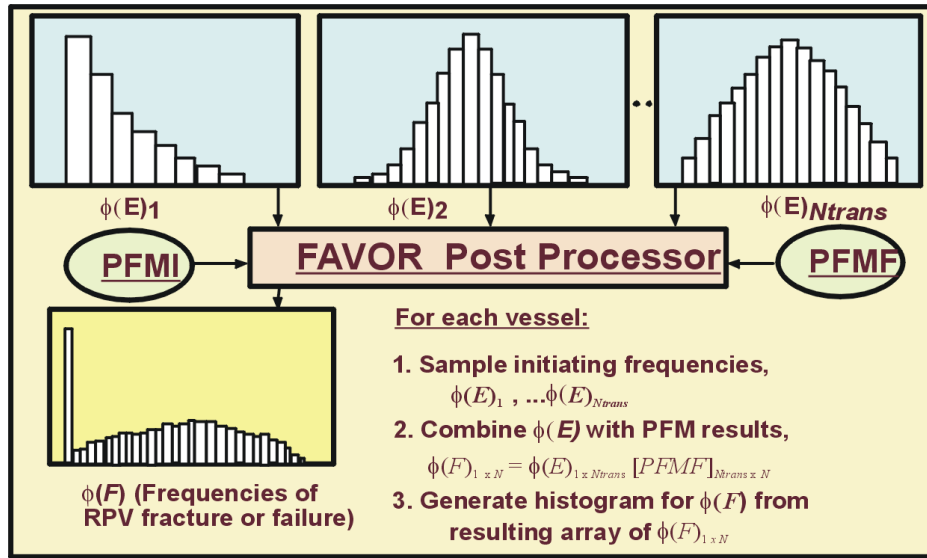 ϕ(E)1
ϕ(E)2
..
ϕ(E)Ntrans
PFMI
FAVOR Post Processor
PFMF
For each vessel:
1. Sample initiating frequencies,
ϕ(E)1 , ...ϕ(E)Ntrans
2. Combine ϕ(E) with PFM results,
ϕ(F)1 x N = ϕ(E)1 x Ntrans [PFMF]Ntrans x N
3. Generate histogram for ϕ(F) from
resulting array of ϕ(F)1 x N
ϕ(F) (Frequencies of
RPV fracture or failure)